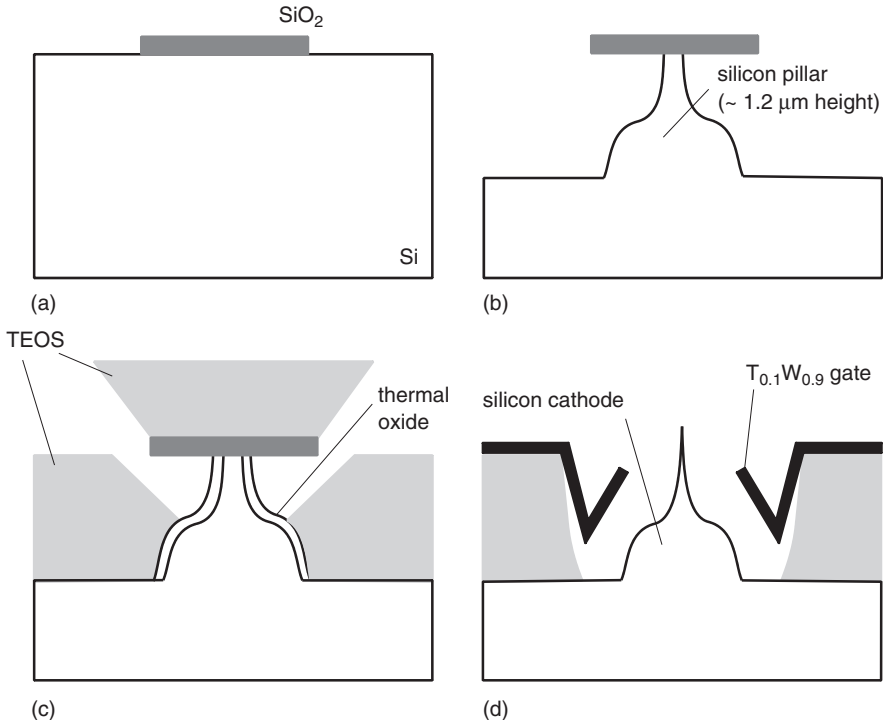 SiO₂
Si
(a)
silicon pillar
(~ 1.2 μm height)
(b)
TEOS
thermal
oxide
(c)
silicon cathode
T₀.₁W₀.₉ gate
(d)